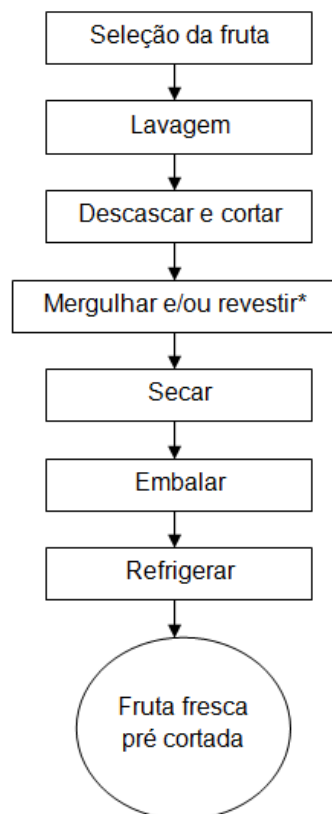 Seleção da fruta
Lavagem
Descascar e cortar
Mergulhar e/ou revestir*
Secar
Embalar
Refrigerar
Fruta fresca
pré cortada